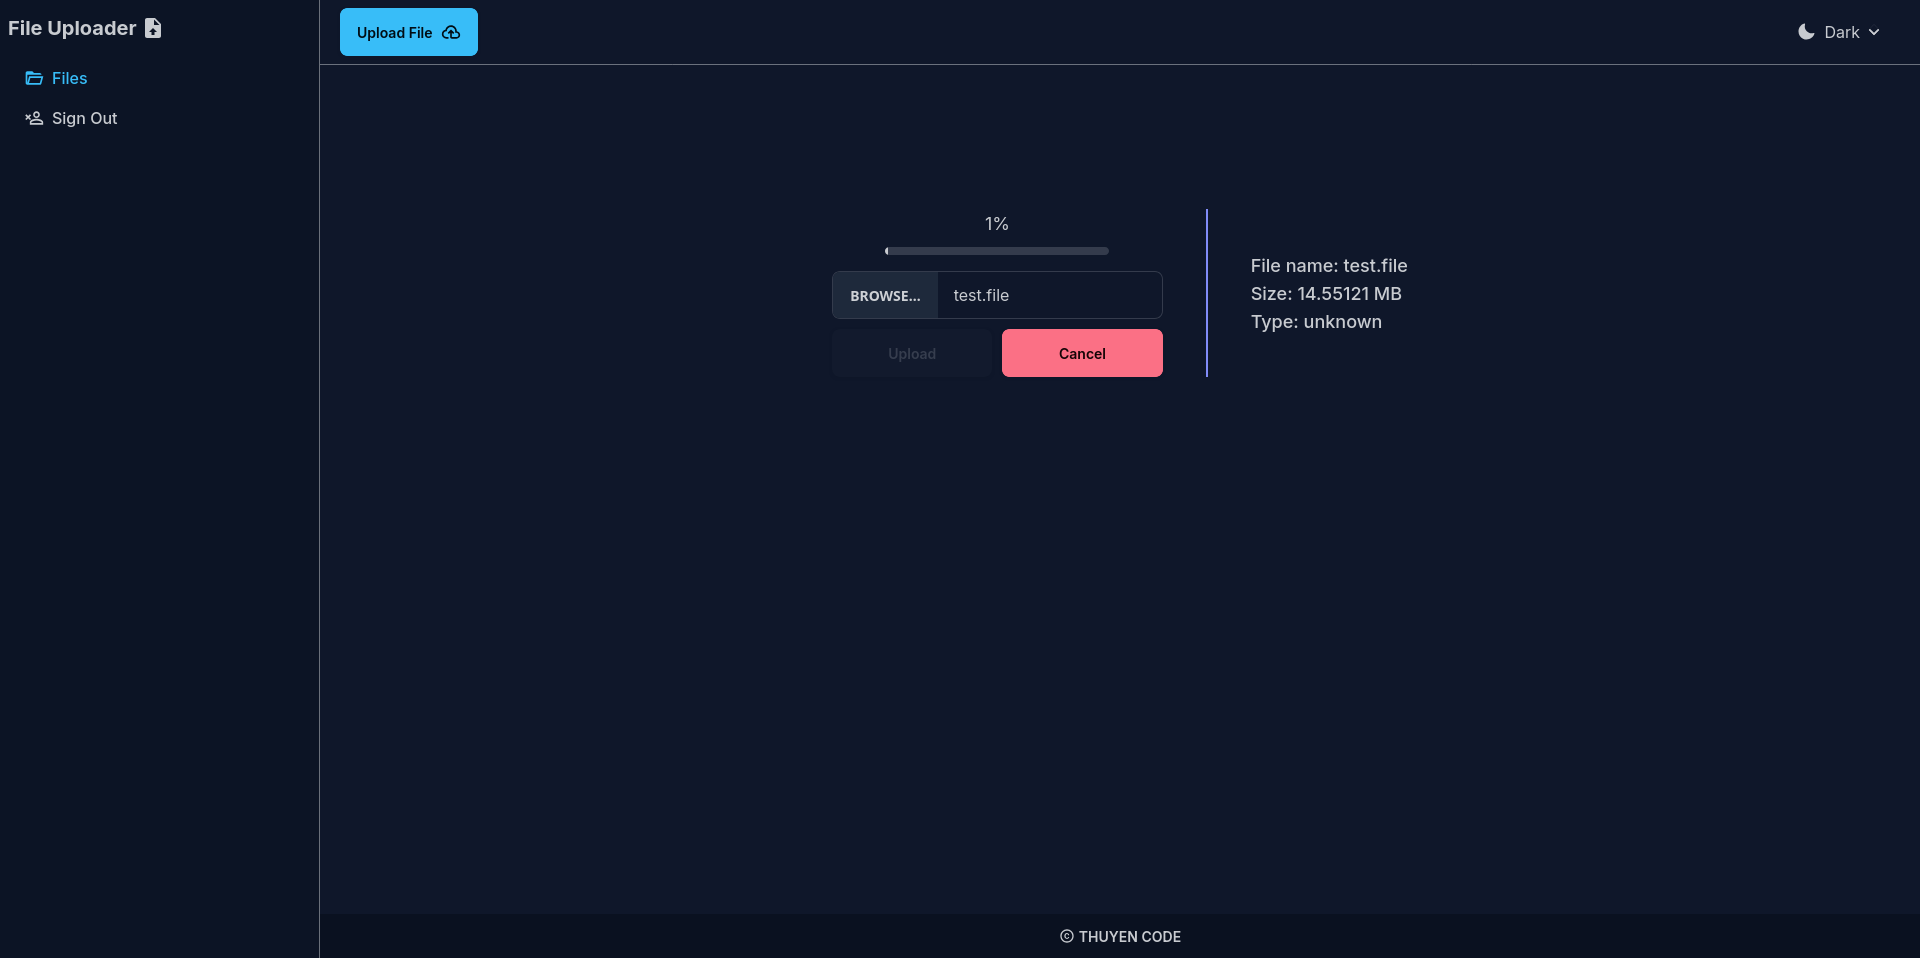 File Uploader
Files
Sign Out
Upload File
Dark
1%
BROWSE... test.file
Upload Cancel
File name: test.file
Size: 14.55121 MB
Type: unknown
© THUYEN CODE